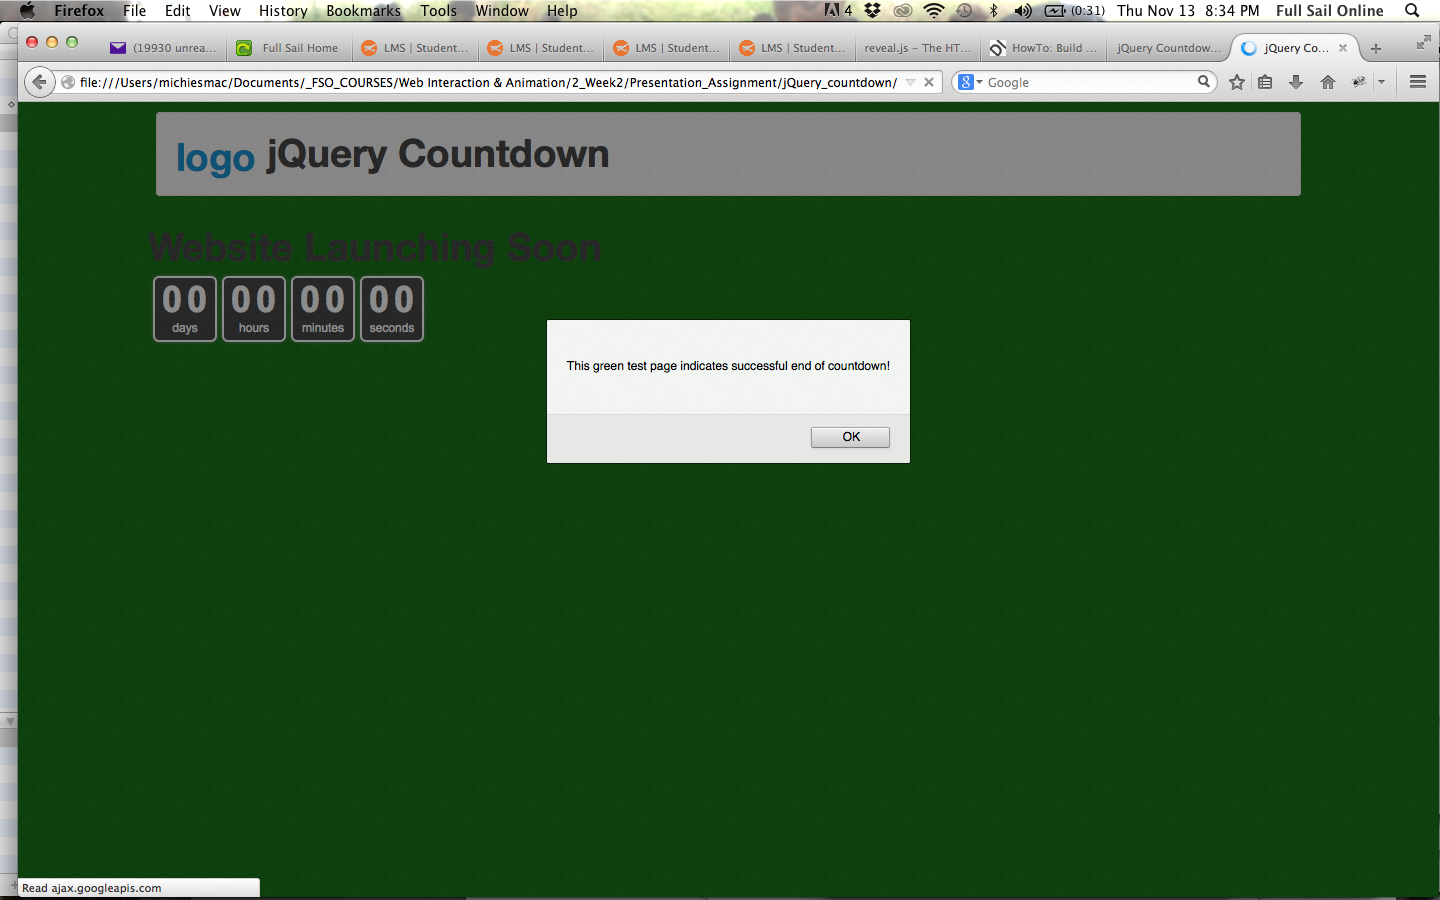 Firefox File Edit View History Bookmarks Tools Window Help 4 (0:31) Thu Nov 13 8:34 PM Full Sail Online
(19930 unrea... Full Sail Home LMS | Student... LMS | Student... LMS | Student... LMS | Student... reveal.js - The HT... HowTo: Build ... jQuery Countdow... jQuery Co...
file:///Users/michiesmac/Documents/_FSO_COURSES/Web Interaction & Animation/2_Week2/Presentation_Assignment/jQuery_countdown/ Google
logo jQuery Countdown
Website Launching Soon
00 00 00 00
days hours minutes seconds
This green test page indicates successful end of countdown!
OK
Read ajax.googleapis.com